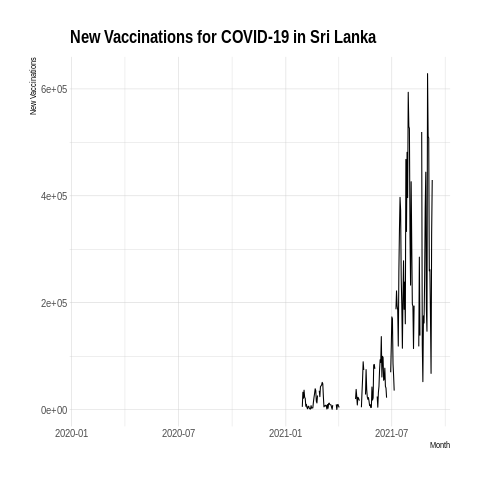 New Vaccinations for COVID-19 in Sri Lanka
New Vaccinations
6e+05
4e+05
2e+05
0e+00
2020-01 2020-07 2021-01 2021-07
Month